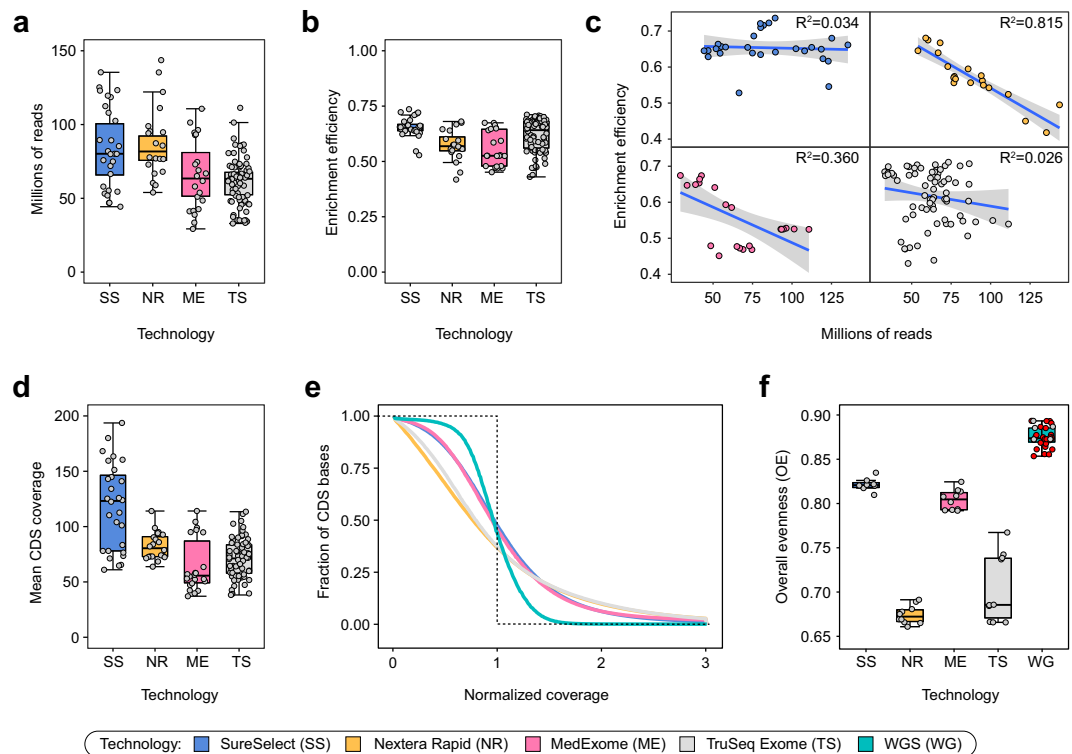 a
Millions of reads
150
100
50
0
SS NR ME TS
Technology
b
Enrichment efficiency
1.00
0.75
0.50
0.25
0.00
SS NR ME TS
Technology
c
Enrichment efficiency
Enrichment efficiency
R²=0.034
R²=0.815
0.7
0.6
0.5
0.4
R²=0.360
R²=0.026
0.7
0.6
0.5
0.4
50 75 100 125 50 75 100 125
Millions of reads
d
Mean CDS coverage
200
150
100
50
0
SS NR ME TS
Technology
e
Fraction of CDS bases
1.00
0.75
0.50
0.25
0.00
0 1 2 3
Normalized coverage
f
Overall evenness (OE)
0.90
0.85
0.80
0.75
0.70
0.65
SS NR ME TS WG
Technology
Technology: SureSelect (SS) Nextera Rapid (NR) MedExome (ME) TruSeq Exome (TS) WGS (WG)